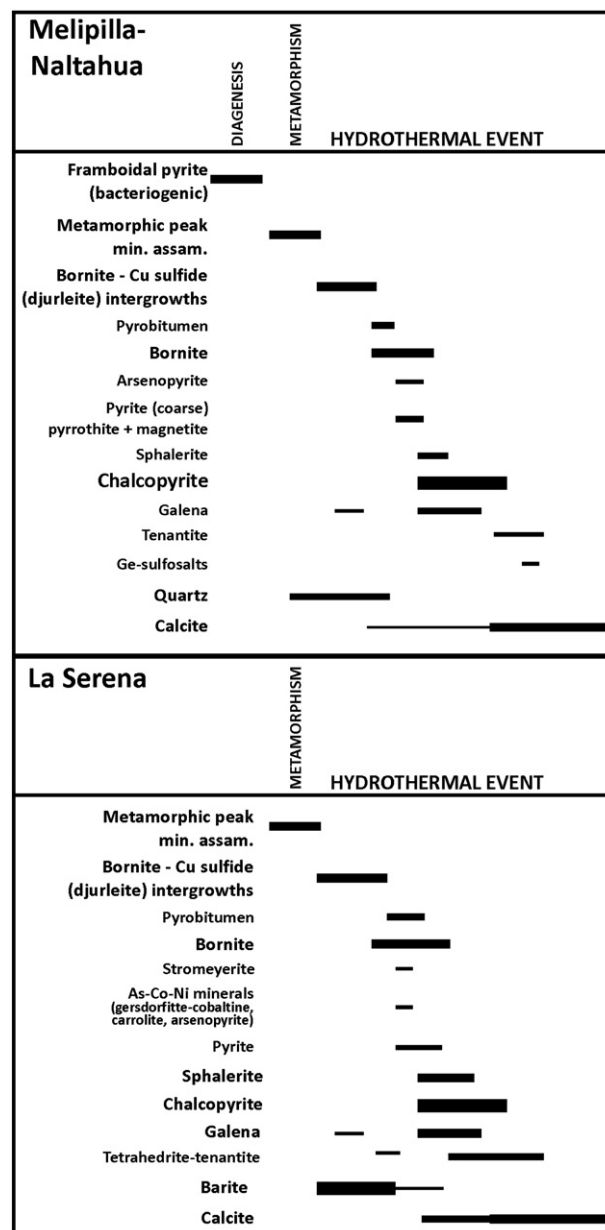 Melipilla-
Naltahua
DIAGENESIS
METAMORPHISM
HYDROTHERMAL EVENT
Framboidal pyrite
(bacteriogenic)
Metamorphic peak
min. assam.
Bornite - Cu sulfide
(djurleite) intergrowths
Pyrobitumen
Bornite
Arsenopyrite
Pyrite (coarse)
pyrrothite + magnetite
Sphalerite
Chalcopyrite
Galena
Tenantite
Ge-sulfosalts
Quartz
Calcite
La Serena
METAMORPHISM
HYDROTHERMAL EVENT
Metamorphic peak
min. assam.
Bornite - Cu sulfide
(djurleite) intergrowths
Pyrobitumen
Bornite
Stromeyerite
As-Co-Ni minerals
(gersdorfitte-cobaltine,
carrolite, arsenopyrite)
Pyrite
Sphalerite
Chalcopyrite
Galena
Tetrahedrite-tenantite
Barite
Calcite